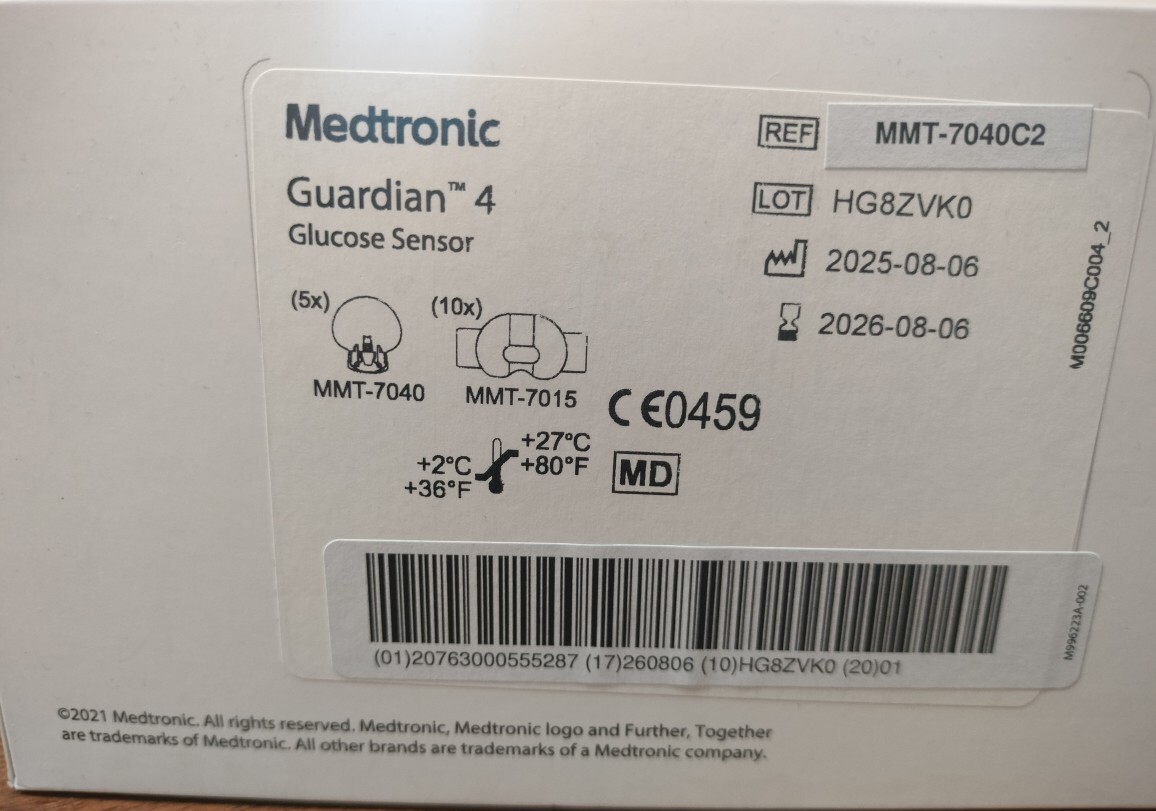 Medtronic
Guardian™ 4
Glucose Sensor
REF MMT-7040C2
LOT HG8ZVK0
2025-08-06
2026-08-06
M006609C004_2
(5x)
(10x)
MMT-7040
MMT-7015
CE0459
+27°C
+80°F
+2°C
+36°F
MD
(01)20763000555287 (17)260806 (10)HG8ZVK0 (20)01
M996223A-002
©2021 Medtronic. All rights reserved. Medtronic, Medtronic logo and Further, Together
are trademarks of Medtronic. All other brands are trademarks of a Medtronic company.